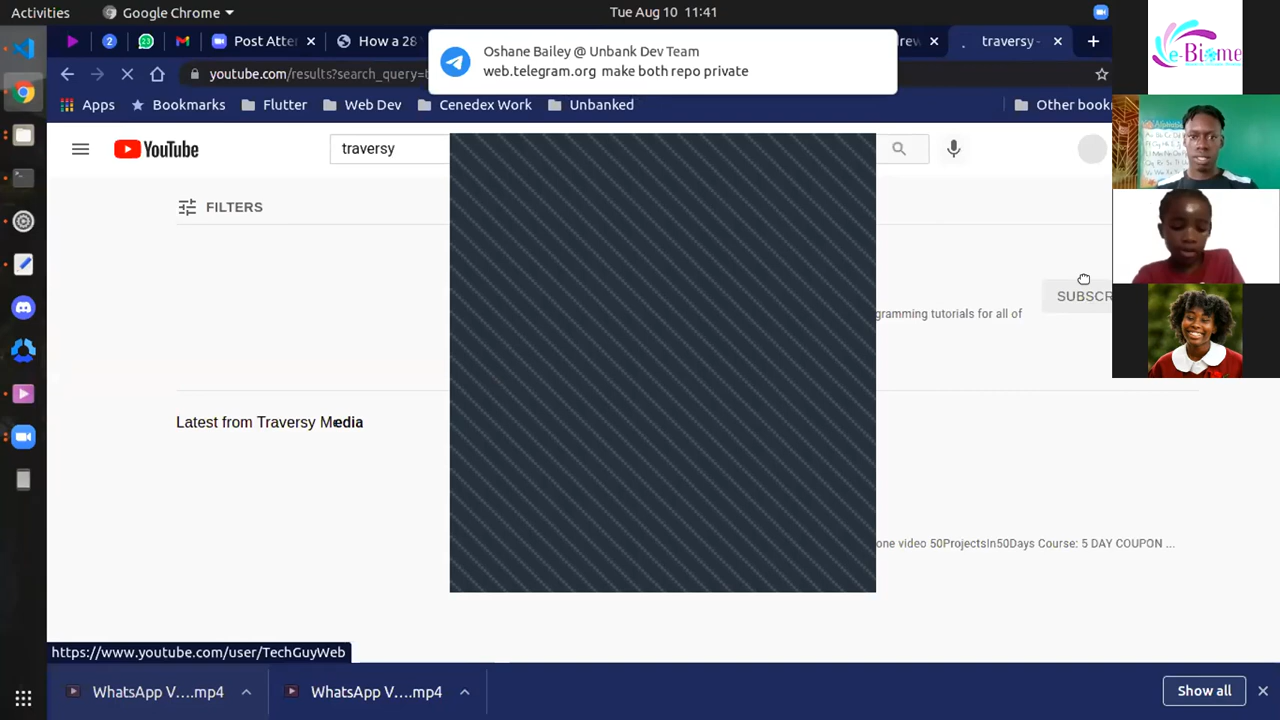 Activities
Google Chrome
Tue Aug 10 11:41
2
23
Post Atter
How a 28
traversy-
Oshane Bailey @ Unbank Dev Team
web.telegram.org make both repo private
youtube.com/results?search_query=t
Apps
Bookmarks
Flutter
Web Dev
Cenedex Work
Unbanked
Other book
YouTube
traversy
FILTERS
SUBSCR
gramming tutorials for all of
Latest from Traversy Media
one video 50ProjectsIn50Days Course: 5 DAY COUPON ...
https://www.youtube.com/user/TechGuyWeb
WhatsApp V....mp4
WhatsApp V....mp4
Show all
e-Biome